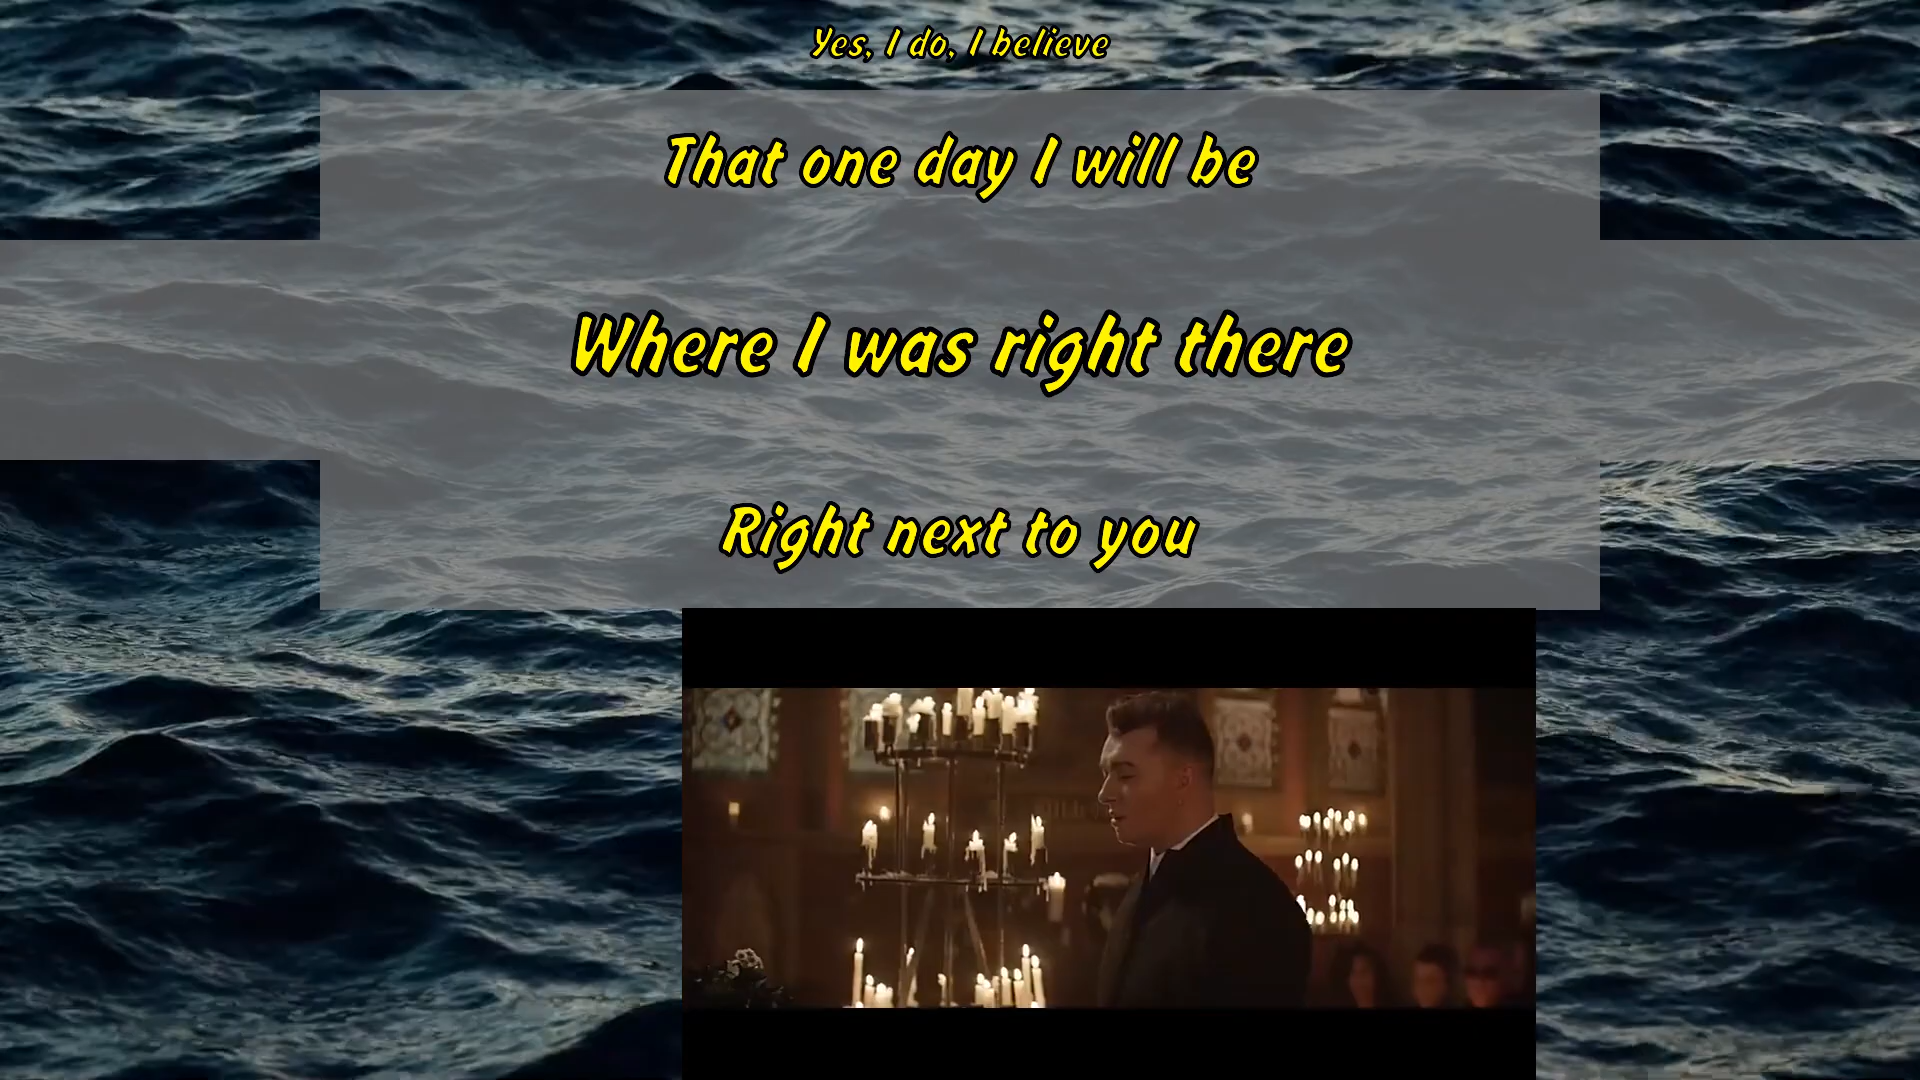 Yes, I do, I believe
That one day I will be
Where I was right there
Right next to you